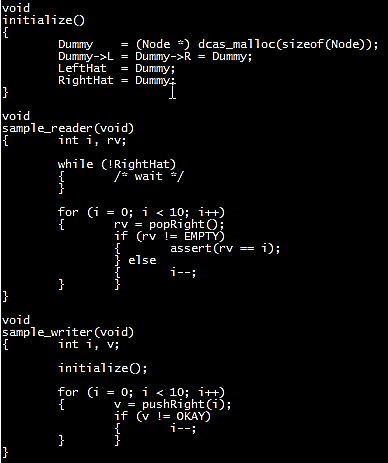 void
initialize()
{
        Dummy    = (Node *) dcas_malloc(sizeof(Node));
        Dummy->L = Dummy->R = Dummy;
        LeftHat  = Dummy;
        RightHat = Dummy;
}

void
sample_reader(void)
{       int i, rv;

        while (!RightHat)
        {       /* wait */
        }

        for (i = 0; i < 10; i++)
        {       rv = popRight();
                if (rv != EMPTY)
                {       assert(rv == i);
                } else
                {       i--;
        }       }
}

void
sample_writer(void)
{       int i, v;

        initialize();

        for (i = 0; i < 10; i++)
        {       v = pushRight(i);
                if (v != OKAY)
                {       i--;
        }       }
}